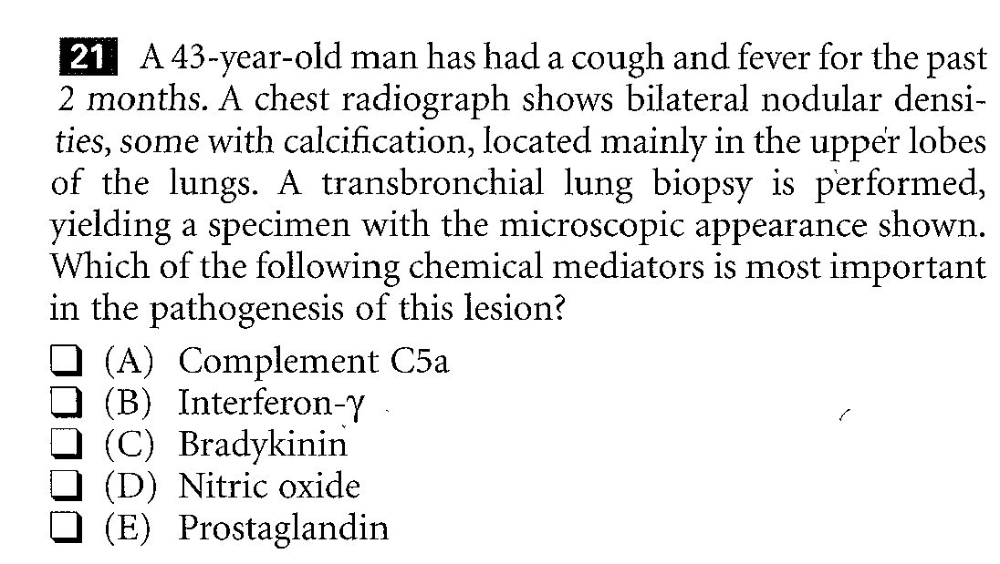 21 A 43-year-old man has had a cough and fever for the past
2 months. A chest radiograph shows bilateral nodular densi-
ties, some with calcification, located mainly in the upper lobes
of the lungs. A transbronchial lung biopsy is performed,
yielding a specimen with the microscopic appearance shown.
Which of the following chemical mediators is most important
in the pathogenesis of this lesion?
❑ (A) Complement C5a
❑ (B) Interferon-γ
❑ (C) Bradykinin
❑ (D) Nitric oxide
❑ (E) Prostaglandin